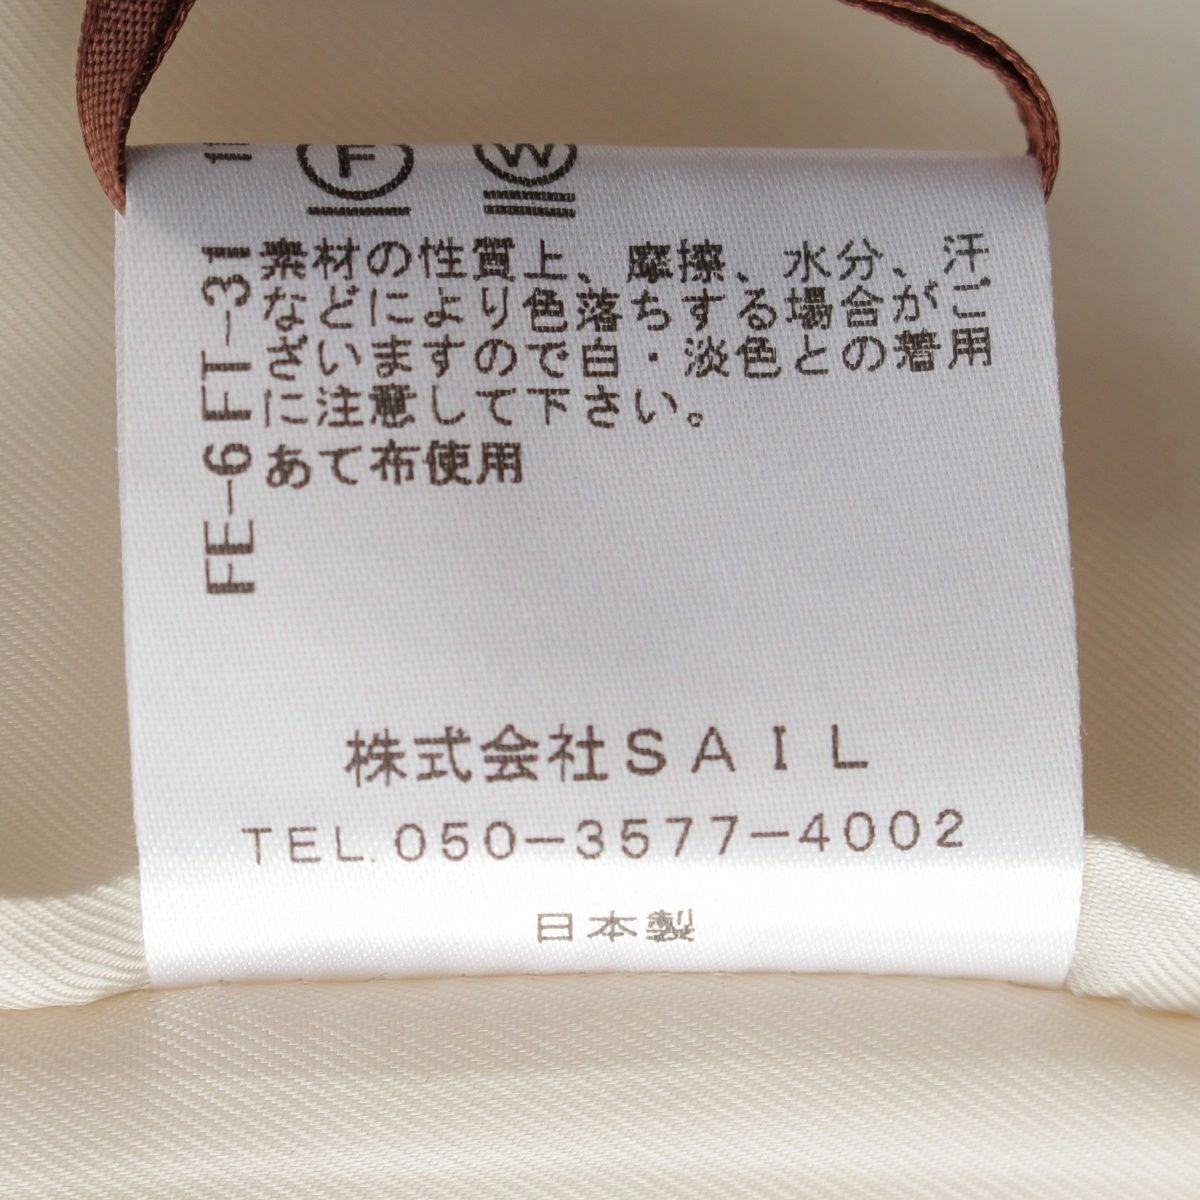 F W
素材の性質上、摩擦、水分、汗
などにより色落ちする場合がご
ざいますので白・淡色との着用
に注意して下さい。
あて布使用
FE-6FT-31
株式会社SAIL
TEL.050-3577-4002
日本製